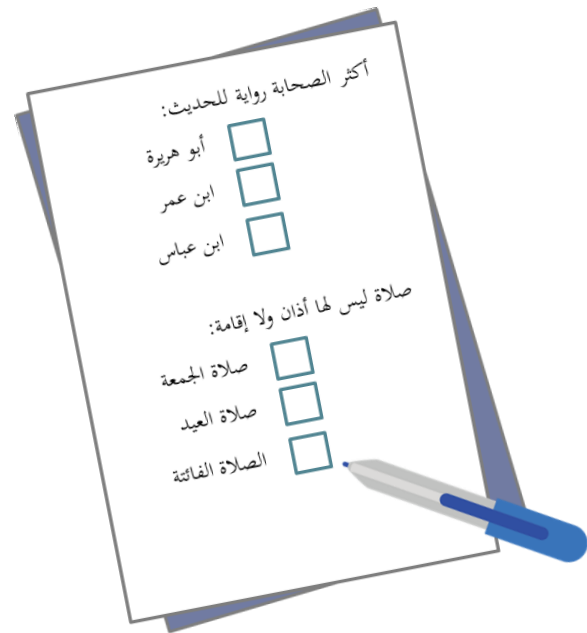 أكثر الصحابة رواية للحديث:
أبو هريرة
ابن عمر
ابن عباس
صلاة ليس لها أذان ولا إقامة:
صلاة الجمعة
صلاة العيد
الصلاة الفائتة